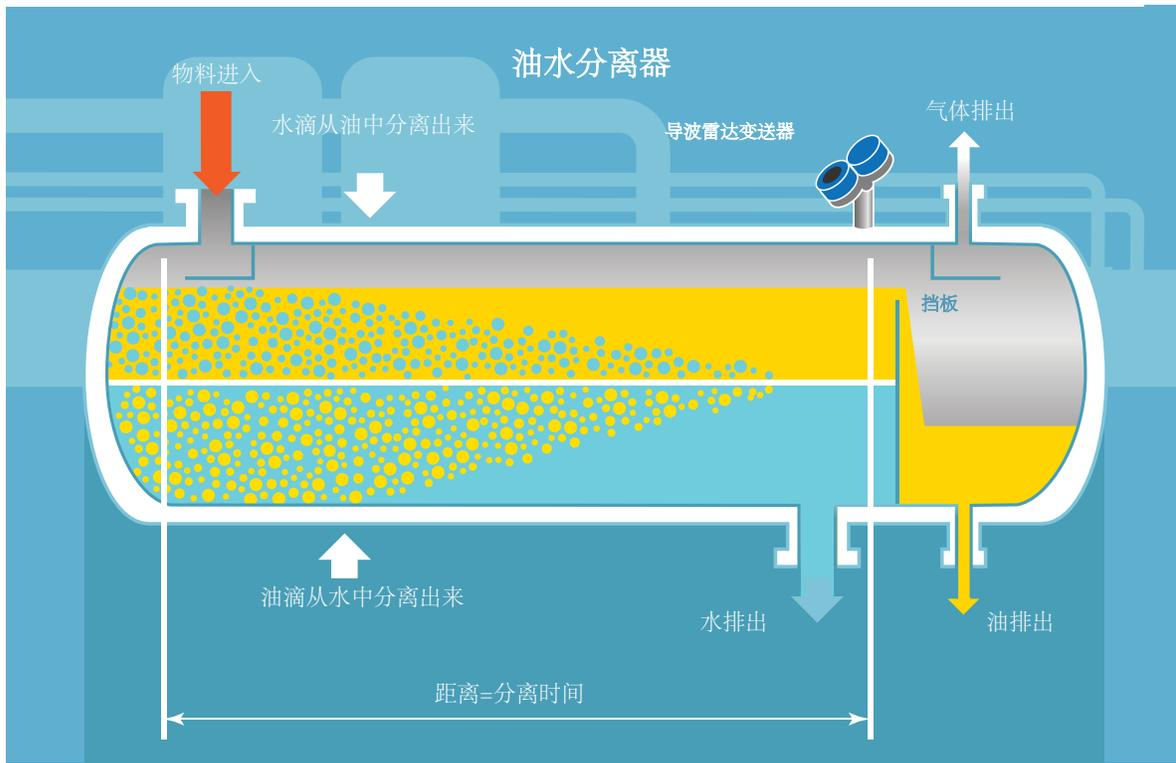 油水分离器
物料进入
水滴从油中分离出来
导波雷达变送器
气体排出
挡板
油滴从水中分离出来
水排出
油排出
距离=分离时间